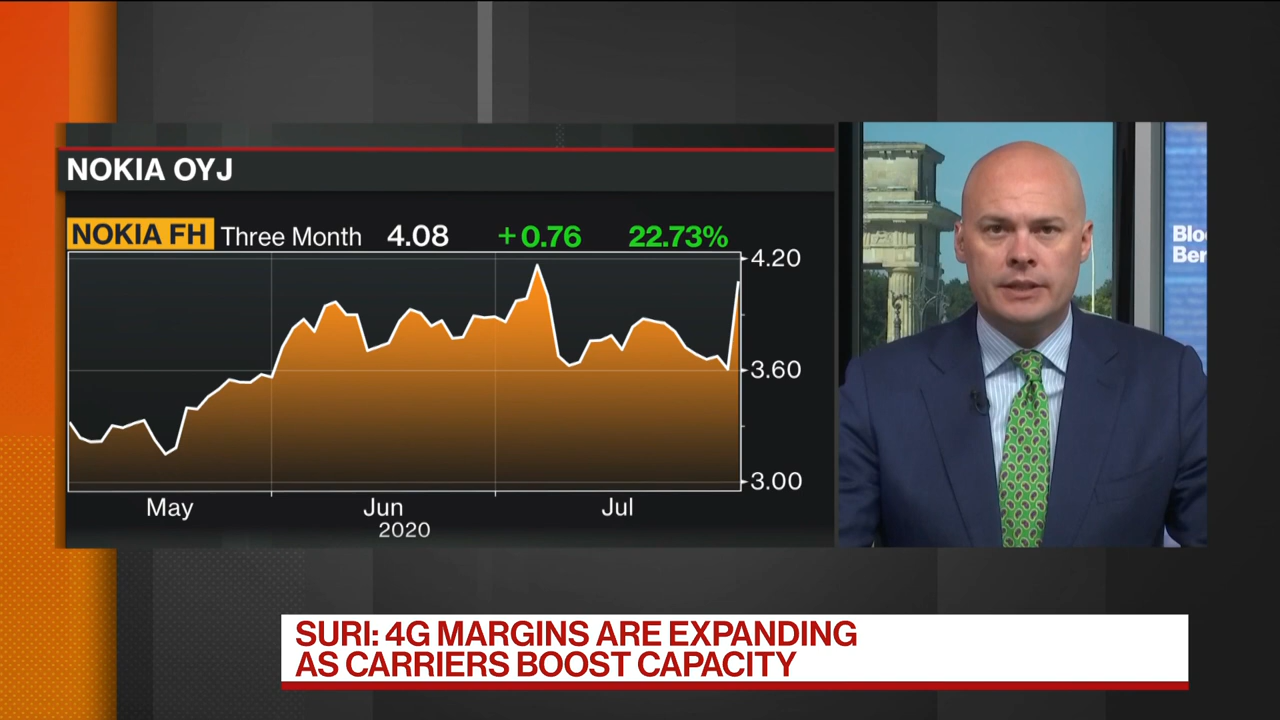 NOKIA OYJ
NOKIA FH Three Month 4.08 +0.76 22.73%
4.20
3.60
3.00
May Jun Jul
2020
SURI: 4G MARGINS ARE EXPANDING
AS CARRIERS BOOST CAPACITY